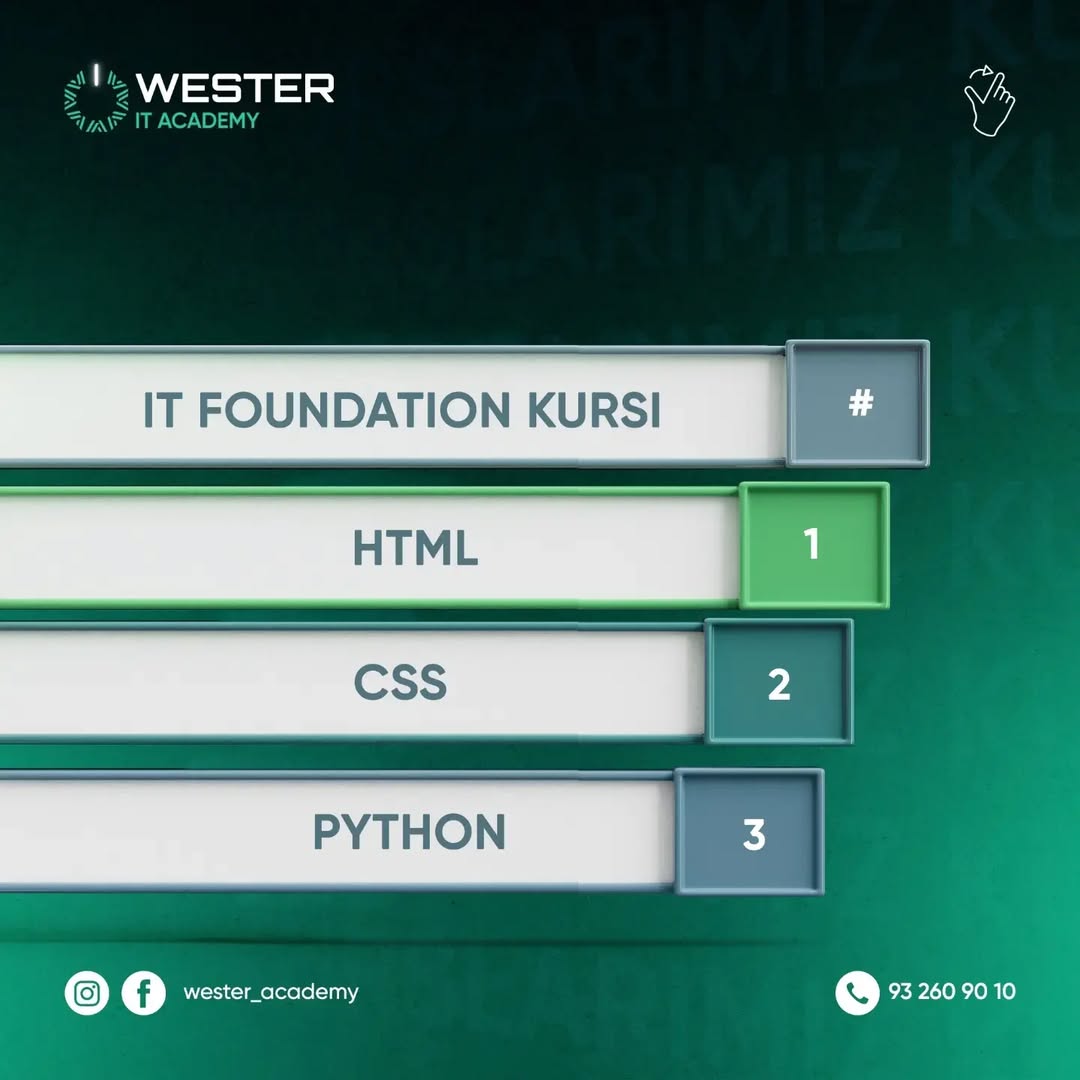 WESTER
IT ACADEMY
IT FOUNDATION KURSI #
HTML 1
CSS 2
PYTHON 3
wester_academy
93 260 90 10